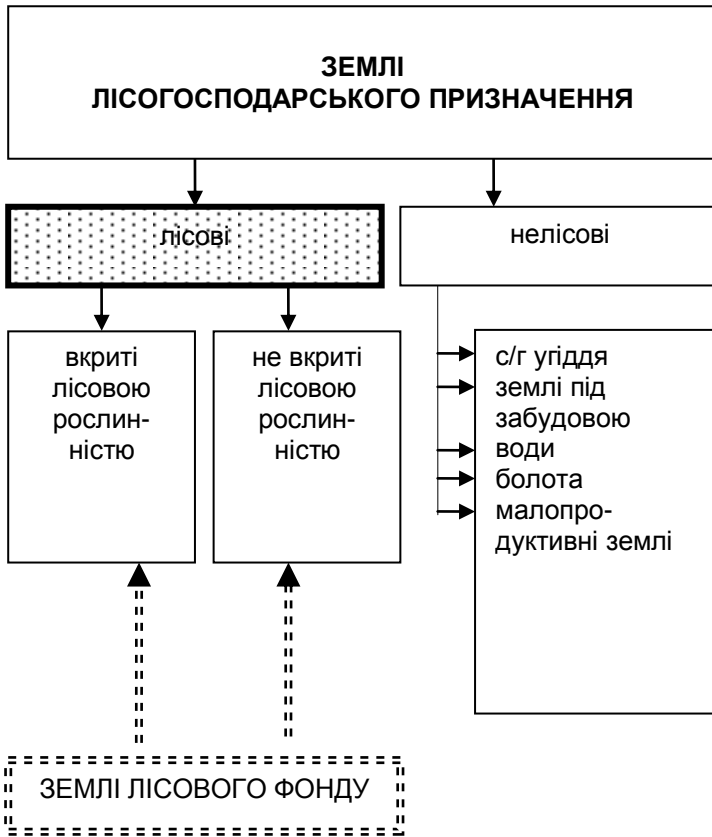 ЗЕМЛІ
ЛІСОГОСПОДАРСЬКОГО ПРИЗНАЧЕННЯ
лісові
нелісові
вкриті
лісовою
рослин-
ністю
не вкриті
лісовою
рослин-
ністю
с/г угіддя
землі під
забудовою
води
болота
малопро-
дуктивні землі
ЗЕМЛІ ЛІСОВОГО ФОНДУ